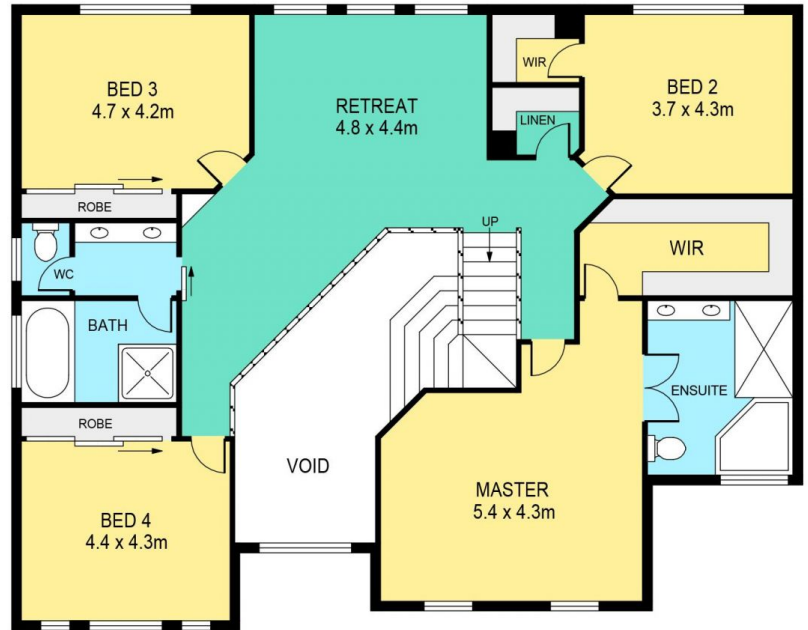 BED 3
4.7 x 4.2m
RETREAT
4.8 x 4.4m
WIR
BED 2
3.7 x 4.3m
LINEN
ROBE
UP
WIR
WC
BATH
ENSUITE
ROBE
VOID
MASTER
5.4 x 4.3m
BED 4
4.4 x 4.3m